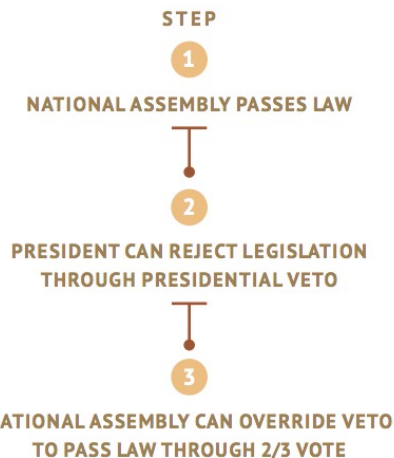 STEP
1
NATIONAL ASSEMBLY PASSES LAW
2
PRESIDENT CAN REJECT LEGISLATION
THROUGH PRESIDENTIAL VETO
3
ATIONAL ASSEMBLY CAN OVERRIDE VETO
TO PASS LAW THROUGH 2/3 VOTE